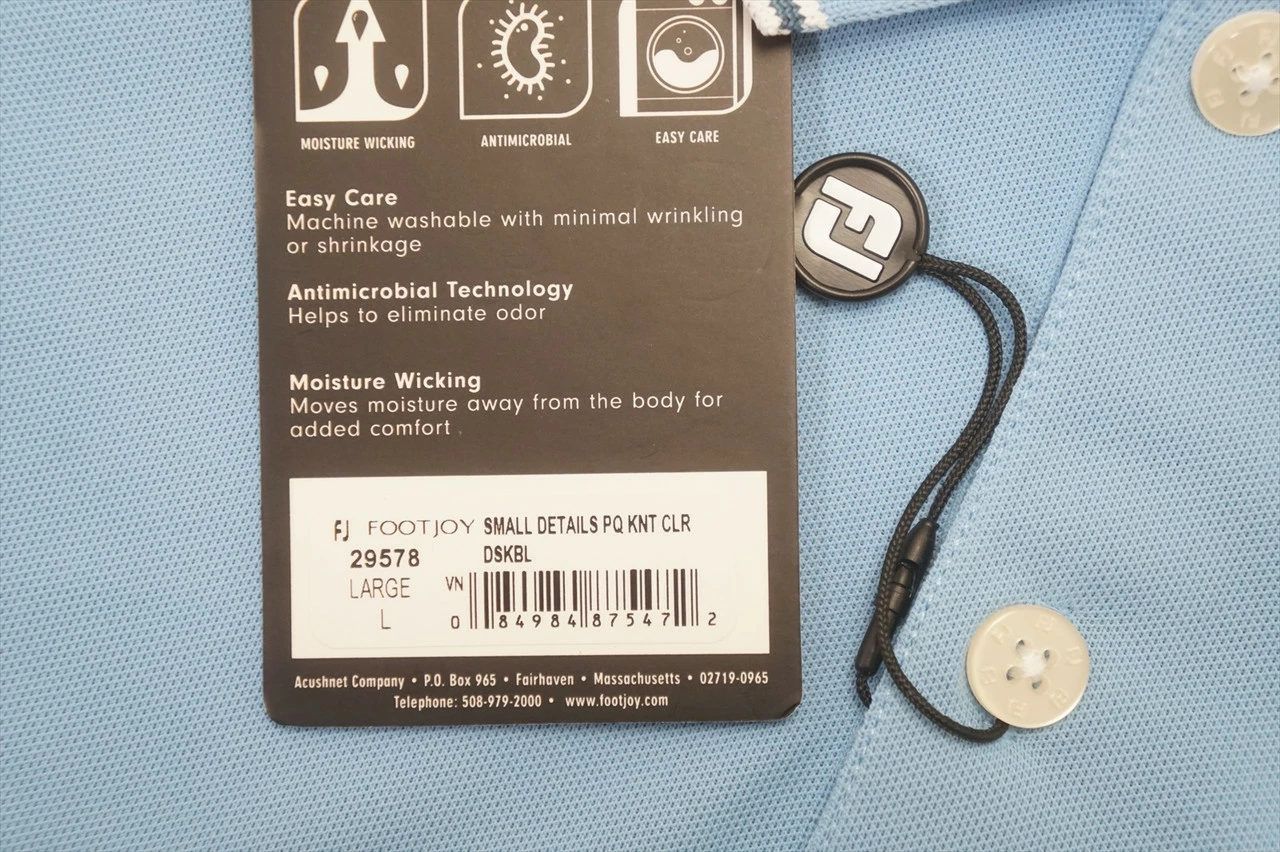 MOISTURE WICKING ANTIMICROBIAL EASY CARE
Easy Care
Machine washable with minimal wrinkling
or shrinkage
Antimicrobial Technology
Helps to eliminate odor
Moisture Wicking
Moves moisture away from the body for
added comfort
FJ FOOTJOY SMALL DETAILS PQ KNT CLR
29578 DSKBL
LARGE VN
L 0 84984 87547 2
Acushnet Company • P.O. Box 965 • Fairhaven • Massachusetts • 02719-0965
Telephone: 508-979-2000 • www.footjoy.com
FJ